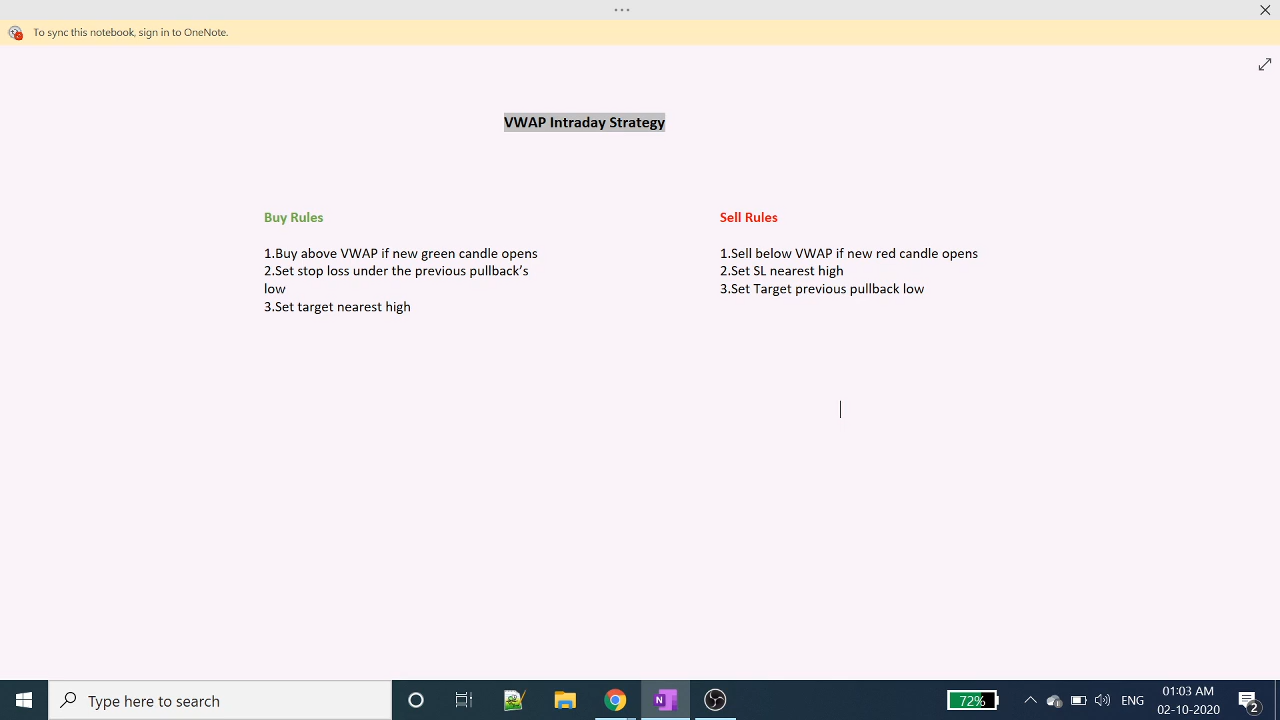 To sync this notebook, sign in to OneNote.
VWAP Intraday Strategy
Buy Rules
1.Buy above VWAP if new green candle opens
2.Set stop loss under the previous pullback's
low
3.Set target nearest high
Sell Rules
1.Sell below VWAP if new red candle opens
2.Set SL nearest high
3.Set Target previous pullback low
Type here to search
72%
ENG
01:03 AM
02-10-2020
2